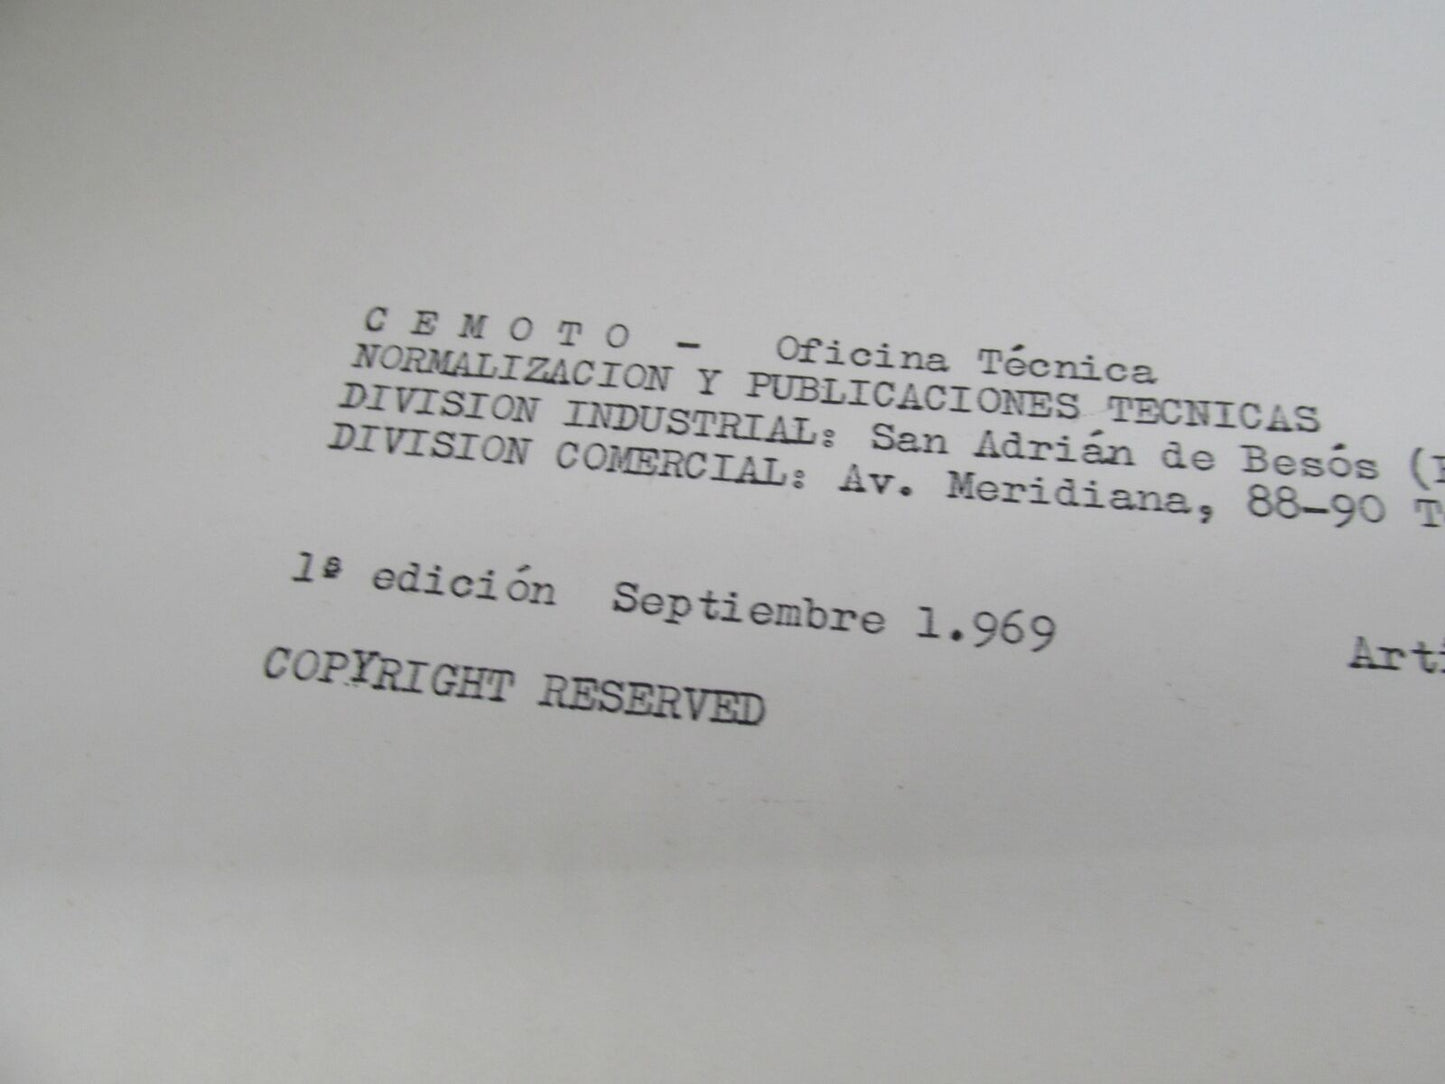 C E M O T O - Oficina Técnica
NORMALIZACION Y PUBLICACIONES TECNICAS
DIVISION INDUSTRIAL: San Adrián de Besós (
DIVISION COMERCIAL: Av. Meridiana, 88-90
1ª edición Septiembre 1.969
COPYRIGHT RESERVED